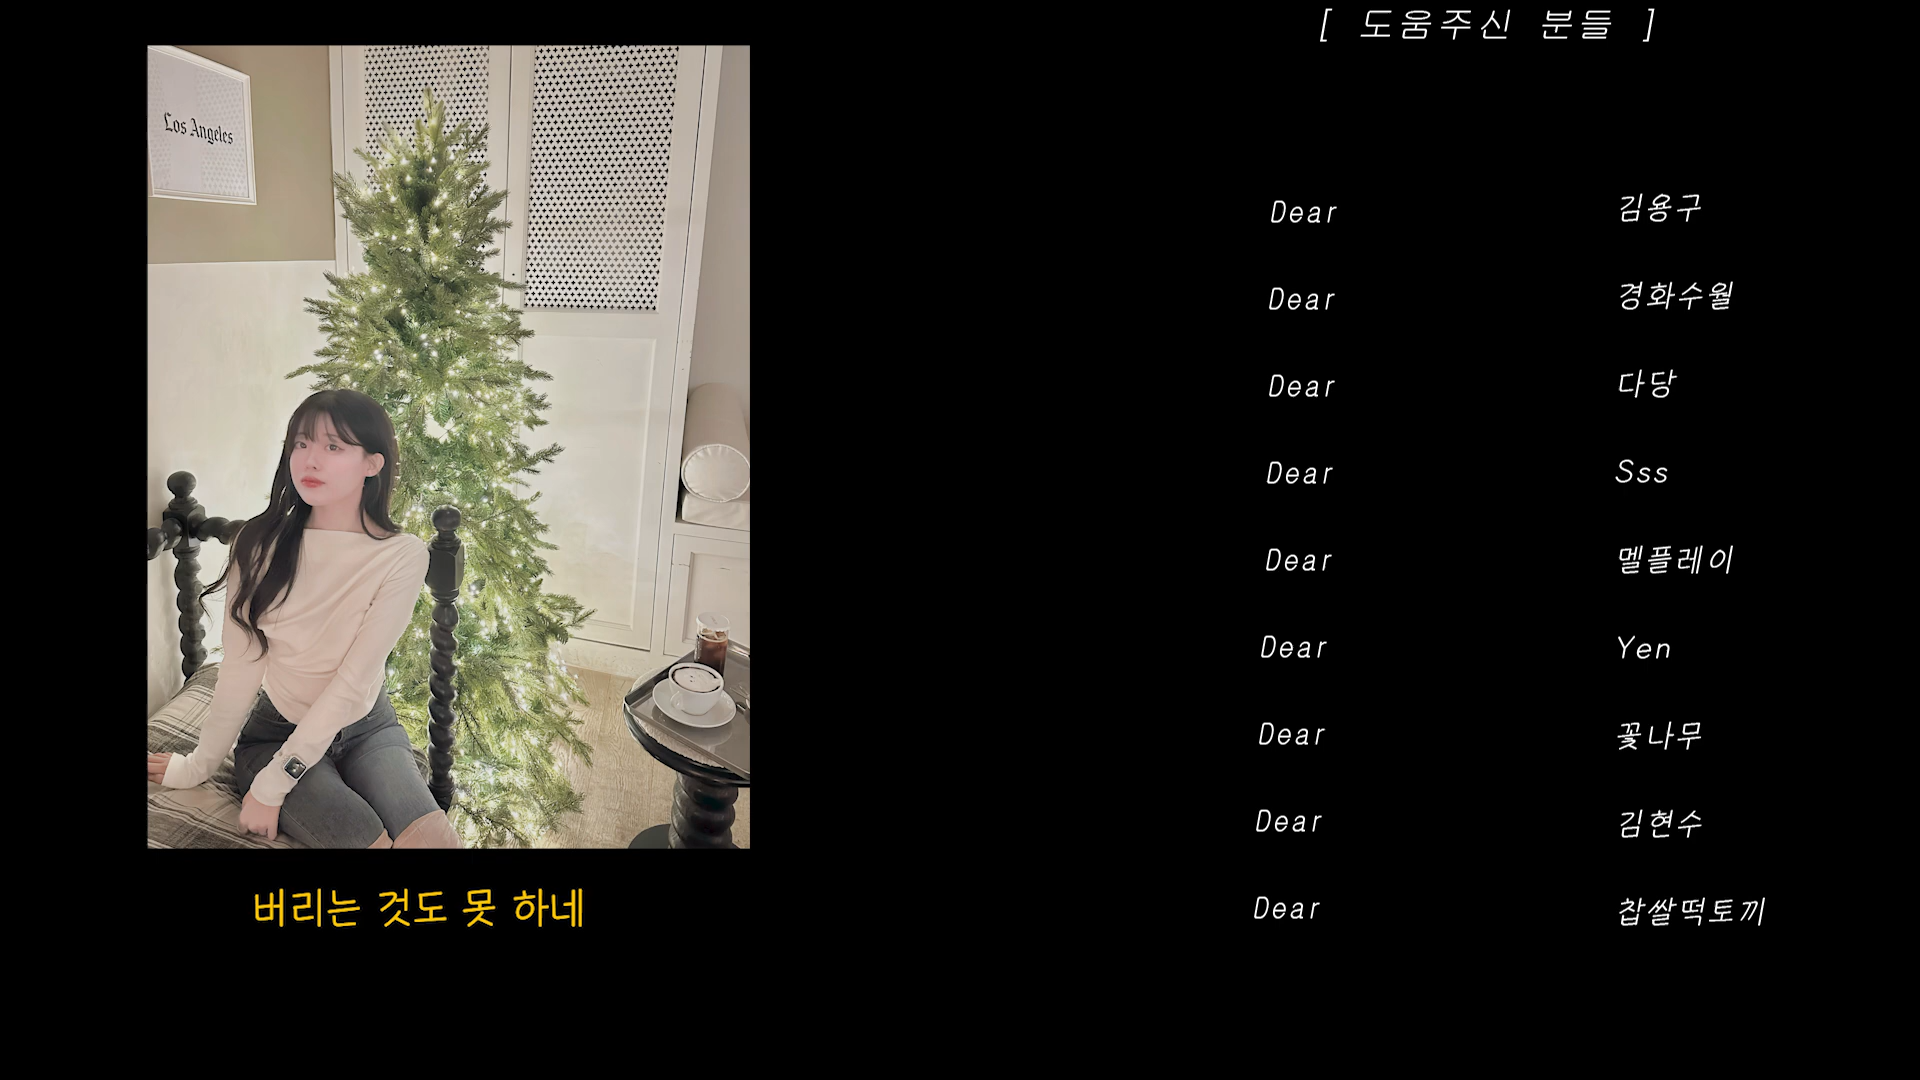 Los Angeles
버리는 것도 못 하네
[ 도움주신 분들 ]
Dear 김용구
Dear 경화수월
Dear 다당
Dear Sss
Dear 멜플레이
Dear Yen
Dear 꽃나무
Dear 김현수
Dear 찹쌀떡토끼